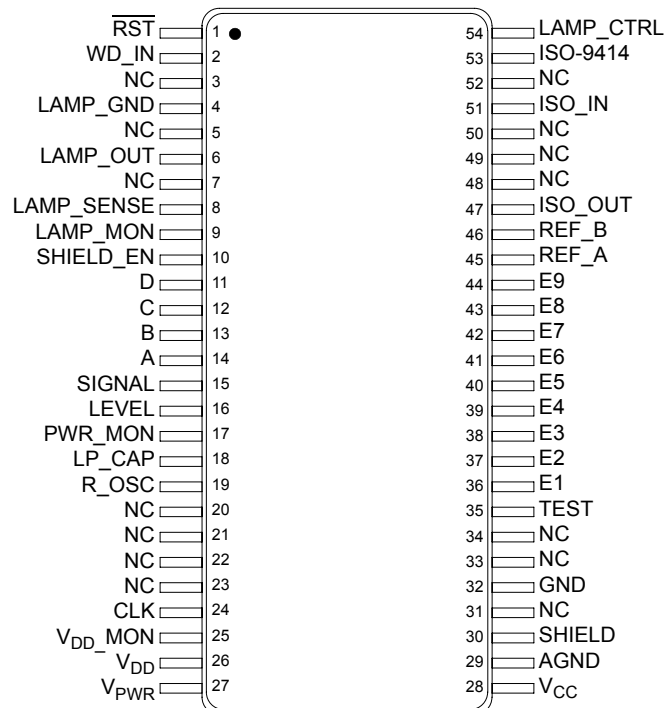 RST 1 54 LAMP_CTRL
WD_IN 2 53 ISO-9414
NC 3 52 NC
LAMP_GND 4 51 ISO_IN
NC 5 50 NC
LAMP_OUT 6 49 NC
NC 7 48 NC
LAMP_SENSE 8 47 ISO_OUT
LAMP_MON 9 46 REF_B
SHIELD_EN 10 45 REF_A
D 11 44 E9
C 12 43 E8
B 13 42 E7
A 14 41 E6
SIGNAL 15 40 E5
LEVEL 16 39 E4
PWR_MON 17 38 E3
LP_CAP 18 37 E2
R_OSC 19 36 E1
NC 20 35 TEST
NC 21 34 NC
NC 22 33 NC
NC 23 32 GND
CLK 24 31 NC
VDD_MON 25 30 SHIELD
VDD 26 29 AGND
VPWR 27 28 VCC